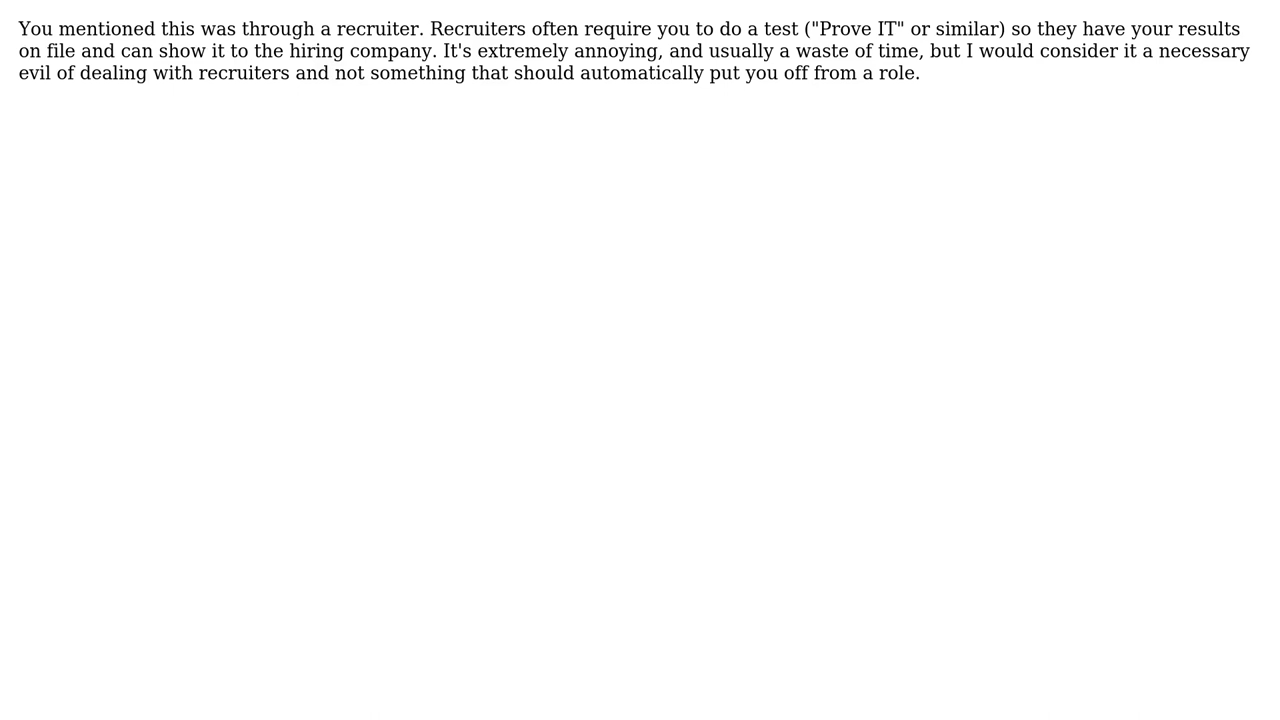 You mentioned this was through a recruiter. Recruiters often require you to do a test ("Prove IT" or similar) so they have your results
on file and can show it to the hiring company. It's extremely annoying, and usually a waste of time, but I would consider it a necessary
evil of dealing with recruiters and not something that should automatically put you off from a role.